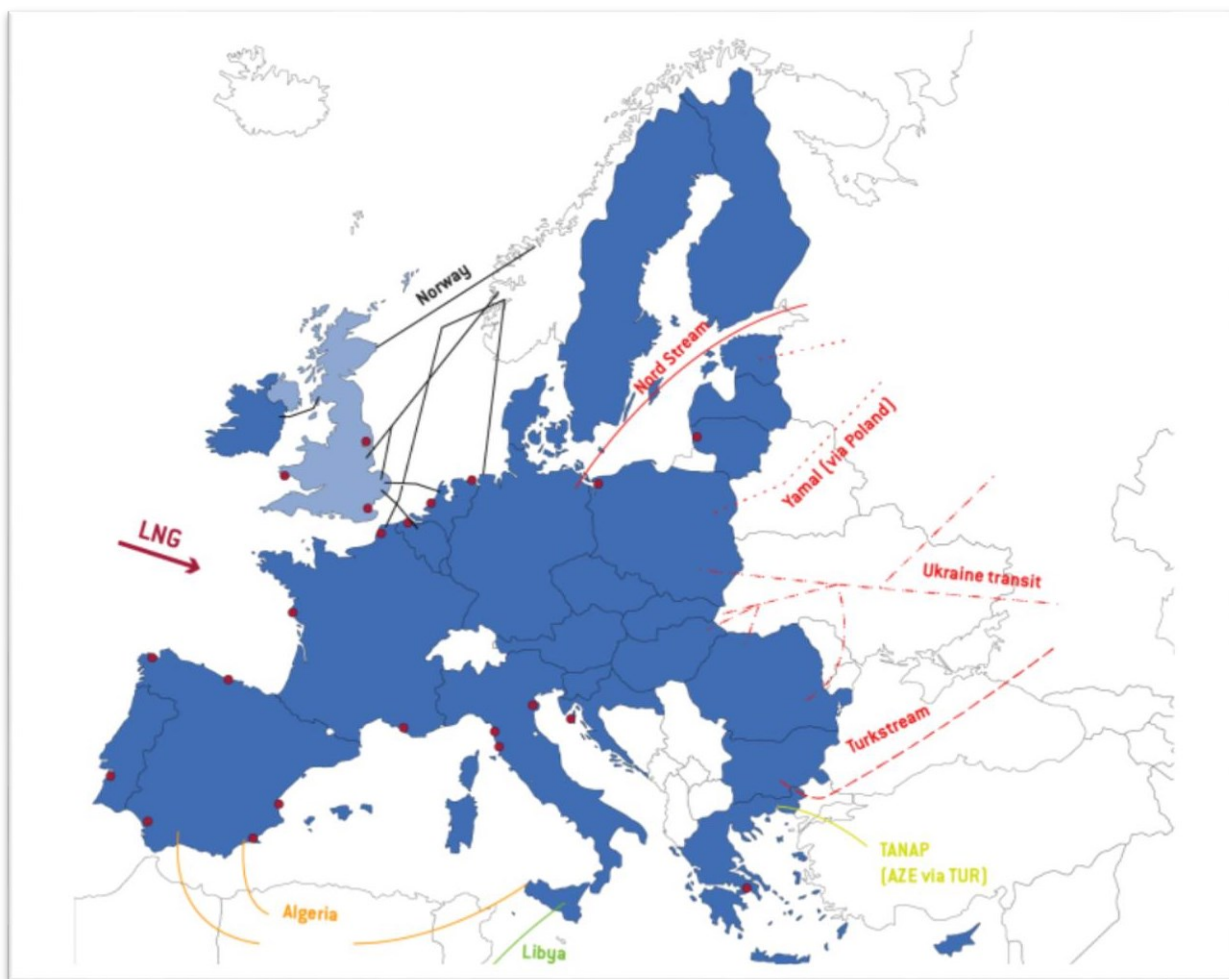 Norway
Nord Stream
Yamal (via Poland)
LNG
Ukraine transit
Turkstream
TANAP
(AZE via TUR)
Algeria
Libya